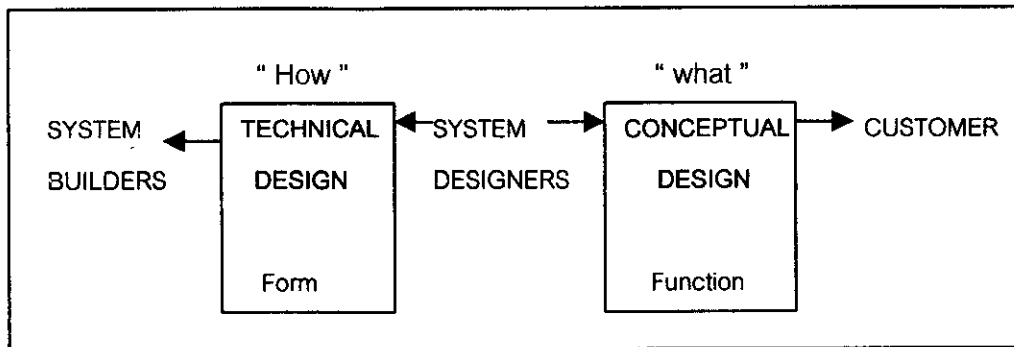 " How "
" what "
SYSTEM TECHNICAL SYSTEM CONCEPTUAL CUSTOMER
BUILDERS DESIGN DESIGNERS DESIGN
Form Function